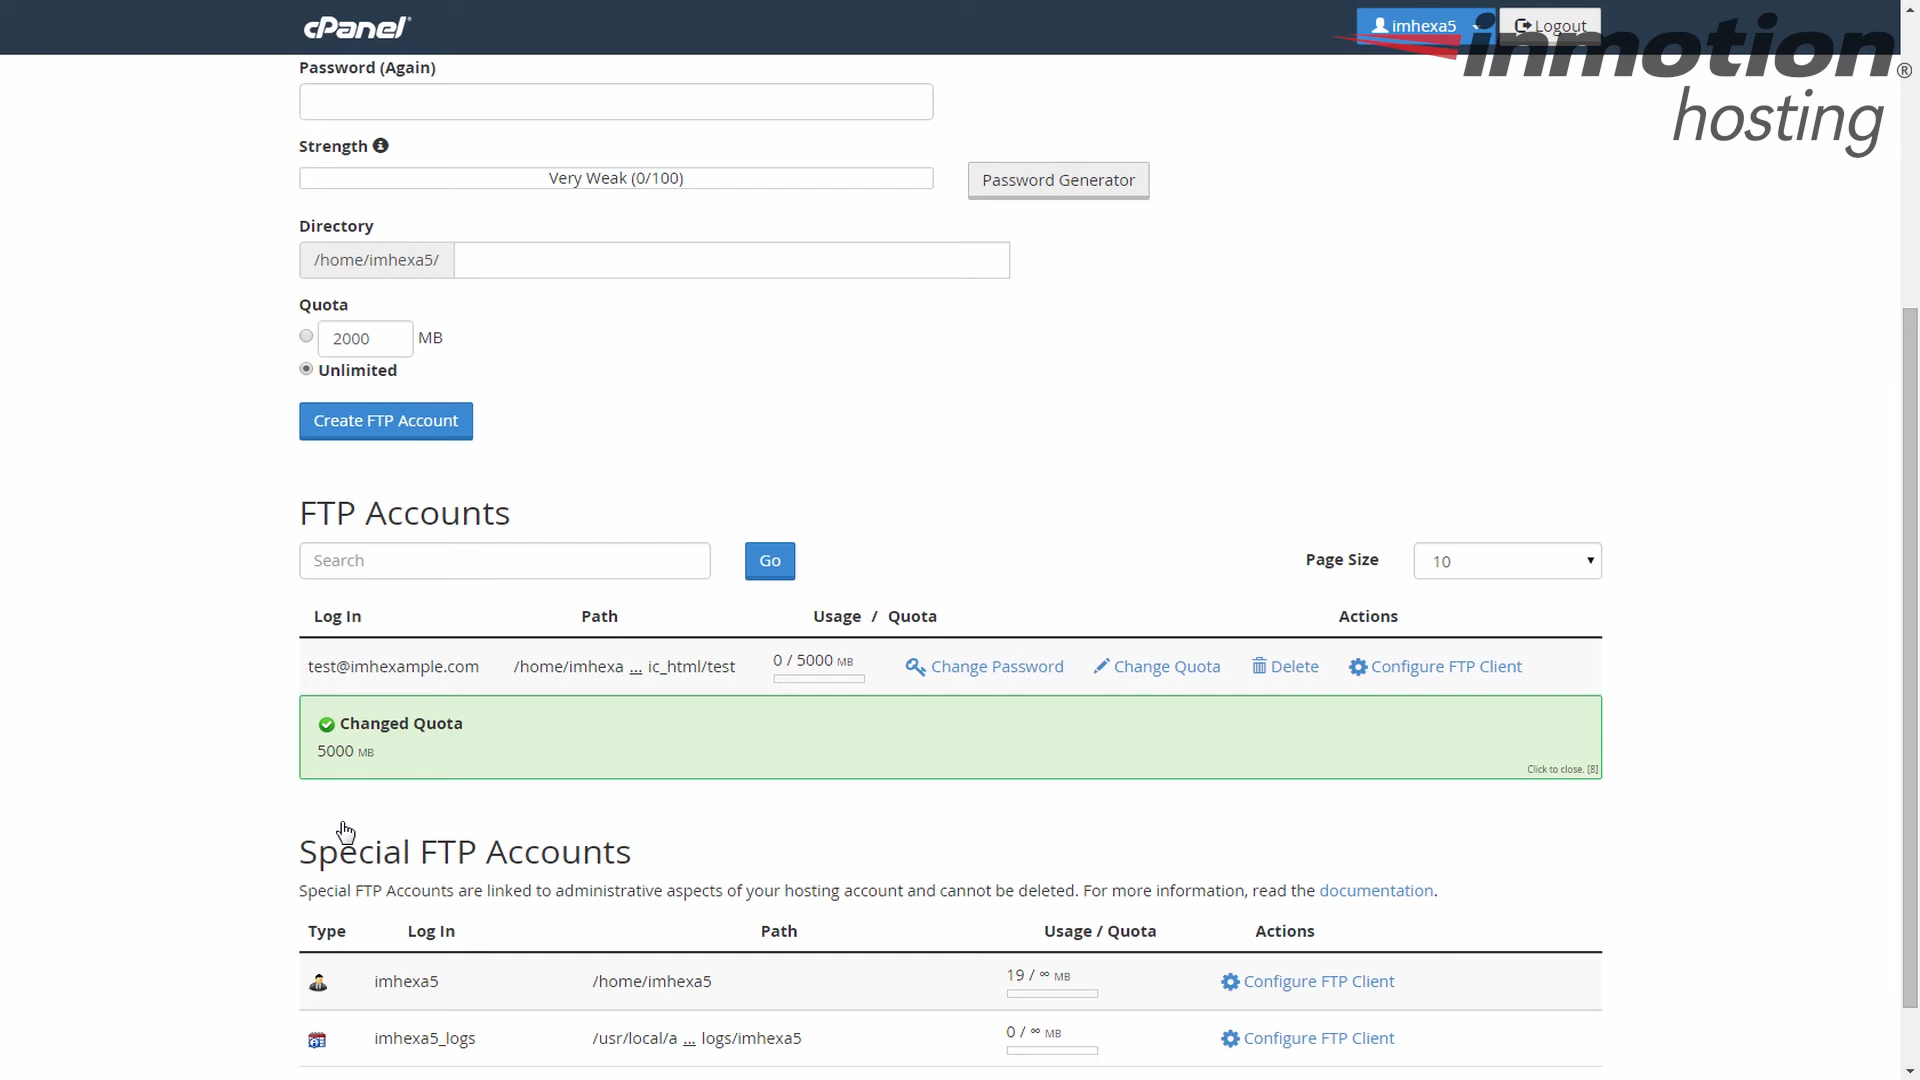 cPanel
imhexa5
Logout
inmotion®
hosting
Password (Again)
Strength
Very Weak (0/100)
Password Generator
Directory
/home/imhexa5/
Quota
2000 MB
Unlimited
Create FTP Account
FTP Accounts
Search Go Page Size 10
Log In Path Usage / Quota Actions
test@imhexample.com /home/imhexa ... ic_html/test 0 / 5000 MB Change Password Change Quota Delete Configure FTP Client
Changed Quota
5000 MB
Click to close. [8]
Special FTP Accounts
Special FTP Accounts are linked to administrative aspects of your hosting account and cannot be deleted. For more information, read the documentation.
Type Log In Path Usage / Quota Actions
imhexa5 /home/imhexa5 19 / ∞ MB Configure FTP Client
imhexa5_logs /usr/local/a ... logs/imhexa5 0 / ∞ MB Configure FTP Client